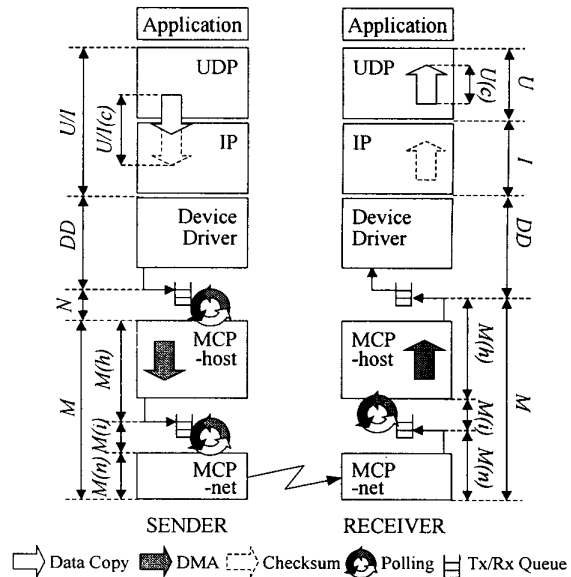 Application
Application
UDP
UDP
U(c)
U
U/I
U/I(c)
IP
IP
I
DD
Device
Driver
Device
Driver
DD
N
M
M(h)
MCP
-host
MCP
-host
M(h)
M
M(i)
M(i)
M(n)
MCP
-net
MCP
-net
M(n)
SENDER
RECEIVER
Data Copy
DMA
Checksum
Polling
Tx/Rx Queue